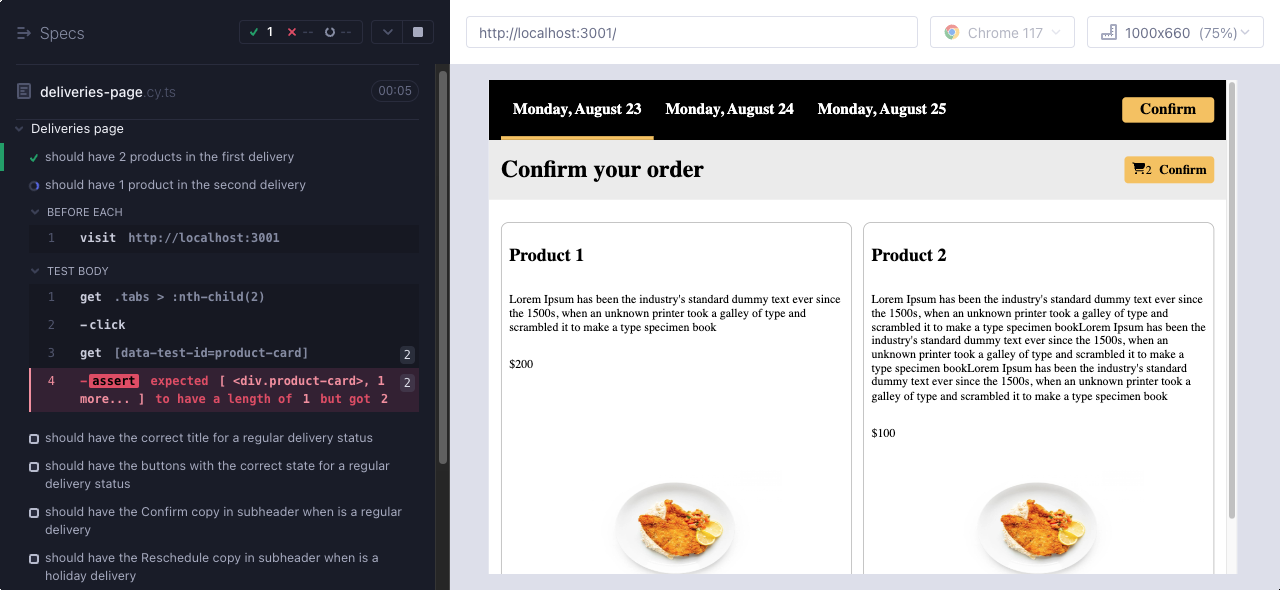 Specs
1
--
--
deliveries-page.cy.ts
00:05
Deliveries page
should have 2 products in the first delivery
should have 1 product in the second delivery
BEFORE EACH
1 visit http://localhost:3001
TEST BODY
1 get .tabs > :nth-child(2)
2 -click
3 get [data-test-id=product-card] 2
4 -assert expected [ <div.product-card>, 1 2
more... ] to have a length of 1 but got 2
should have the correct title for a regular delivery status
should have the buttons with the correct state for a regular
delivery status
should have the Confirm copy in subheader when is a regular
delivery
should have the Reschedule copy in subheader when is a
holiday delivery
http://localhost:3001/
Chrome 117
1000x660 (75%)
Monday, August 23 Monday, August 24 Monday, August 25
Confirm
Confirm your order
2 Confirm
Product 1
Lorem Ipsum has been the industry's standard dummy text ever since
the 1500s, when an unknown printer took a galley of type and
scrambled it to make a type specimen book
$200
Product 2
Lorem Ipsum has been the industry's standard dummy text ever since
the 1500s, when an unknown printer took a galley of type and
scrambled it to make a type specimen bookLorem Ipsum has been the
industry's standard dummy text ever since the 1500s, when an
unknown printer took a galley of type and scrambled it to make a
type specimen bookLorem Ipsum has been the industry's standard
dummy text ever since the 1500s, when an unknown printer took a
galley of type and scrambled it to make a type specimen book
$100